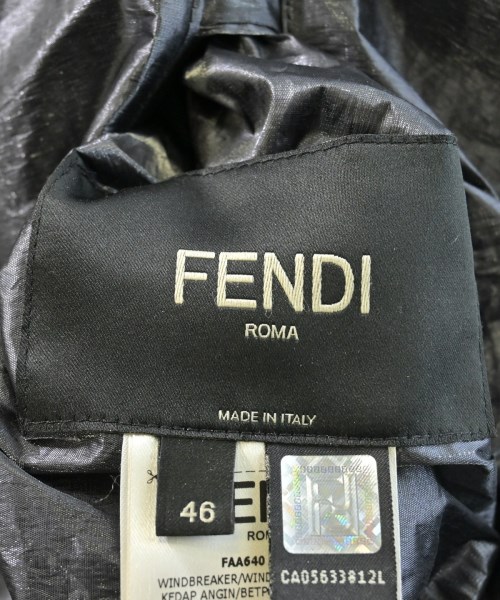 FENDI
ROMA
MADE IN ITALY
46
FAA640
WINDBREAKER/WIND
KEDAP ANGIN/BETP
CA05633812L